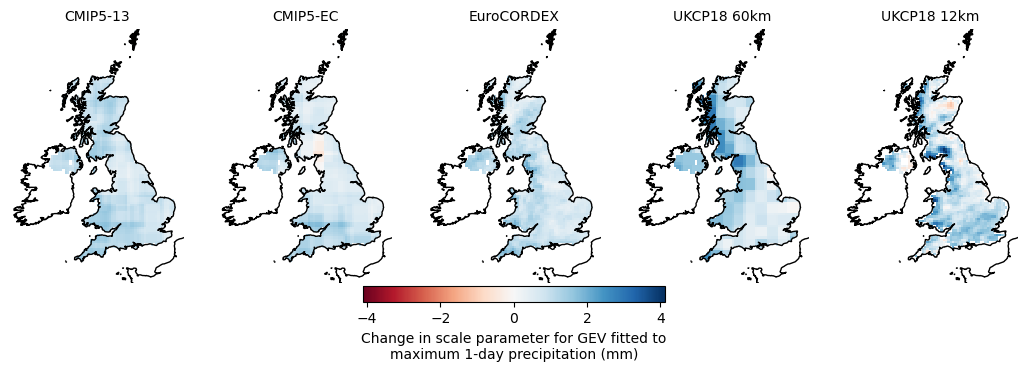 CMIP5-13 CMIP5-EC EuroCORDEX UKCP18 60km UKCP18 12km
−4 −2 0 2 4
Change in scale parameter for GEV fitted to
maximum 1-day precipitation (mm)